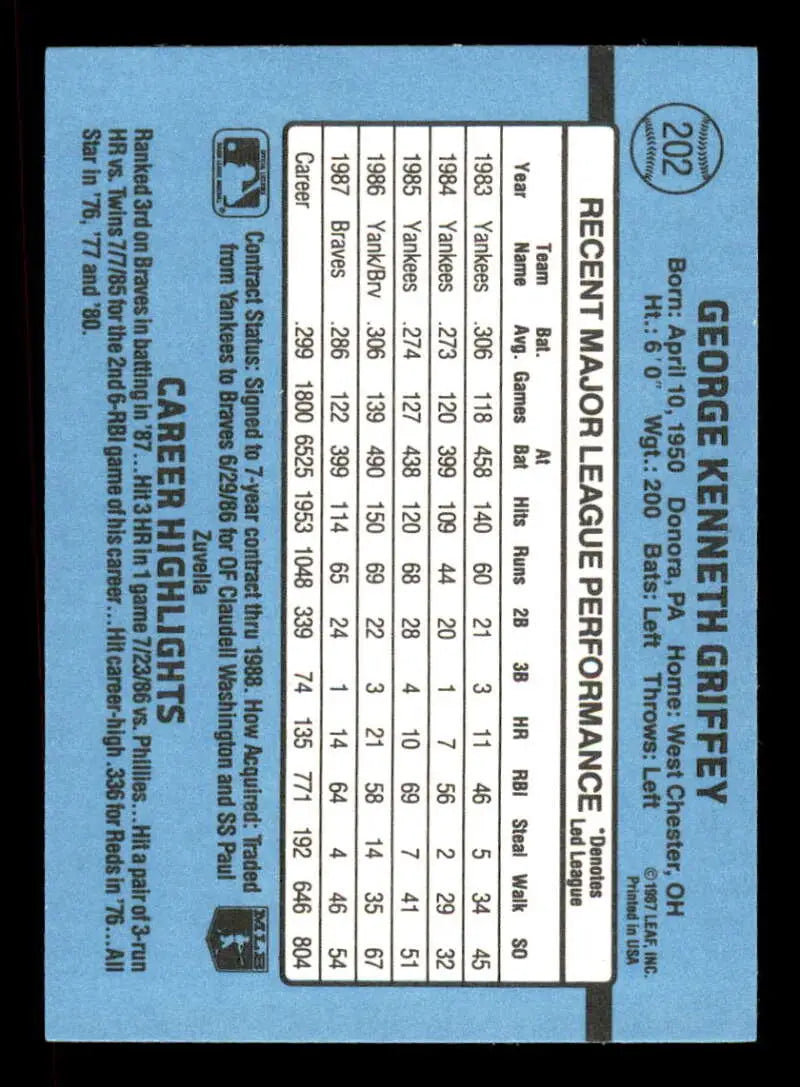 202
GEORGE KENNETH GRIFFEY
Born: April 10, 1950 Donora, PA Home: West Chester, OH
Ht.: 6'0" Wgt.: 200 Bats: Left Throws: Left
©1987 LEAF, INC.
Printed in USA
RECENT MAJOR LEAGUE PERFORMANCE *Denotes Led League
Year Team Name Bat. Avg. Games At Bat Hits Runs 2B 3B HR RBI Steal Walk SO
1983 Yankees .306 118 458 140 60 21 3 11 46 5 34 45
1984 Yankees .273 120 399 109 44 20 1 7 56 2 29 32
1985 Yankees .274 127 438 120 68 28 4 10 69 7 41 51
1986 Yank/Brv .306 139 490 150 69 22 3 21 58 14 35 67
1987 Braves .286 122 399 114 65 24 1 14 64 4 46 54
Career .299 1800 6525 1953 1048 339 74 135 771 192 646 804
Contract Status: Signed to 7-year contract thru 1988. How Acquired: Traded
from Yankees to Braves 6/29/86 for OF Claudell Washington and SS Paul
Zuvella
MLB
CAREER HIGHLIGHTS
Ranked 3rd on Braves in batting in '87...Hit 3 HR in 1 game 7/23/86 vs. Phillies...Hit a pair of 3-run
HR vs. Twins 7/7/85 for the 2nd 6-RBI game of his career...Hit career-high .336 for Reds in '76...All
Star in '76, '77 and '80.